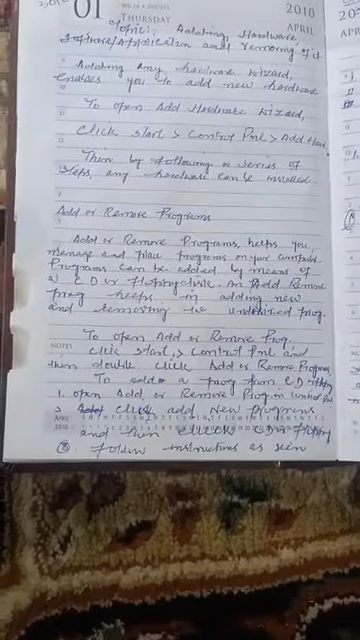 01
THURSDAY
2010
APRIL
Topic: Adding Hardware,
Software/Application and removing of it
Adding any hardware wizard,
enables you to add new hardware
To open Add Hardware wizard,
Click start > Control Pnl > Add Hard
Then by following a series of
steps, any hardware can be installed.
Add or Remove Programs
Add or Remove Programs, helps you
manage and place programs on your computer
Programs can be added by means of
a CD or floppy disk. An Add Remove
prog helps in adding new
and removing the undesired prog.
To open Add or Remove Prog.
NOTES
click start, > Control Pnl and
then double click Add or Remove Programs
To add a prog from CD or floppy
1. open Add or Remove Prog in control Pnl
click add New programs
APRIL
2010
and then click CD or Floppy
Follow instructions as seen